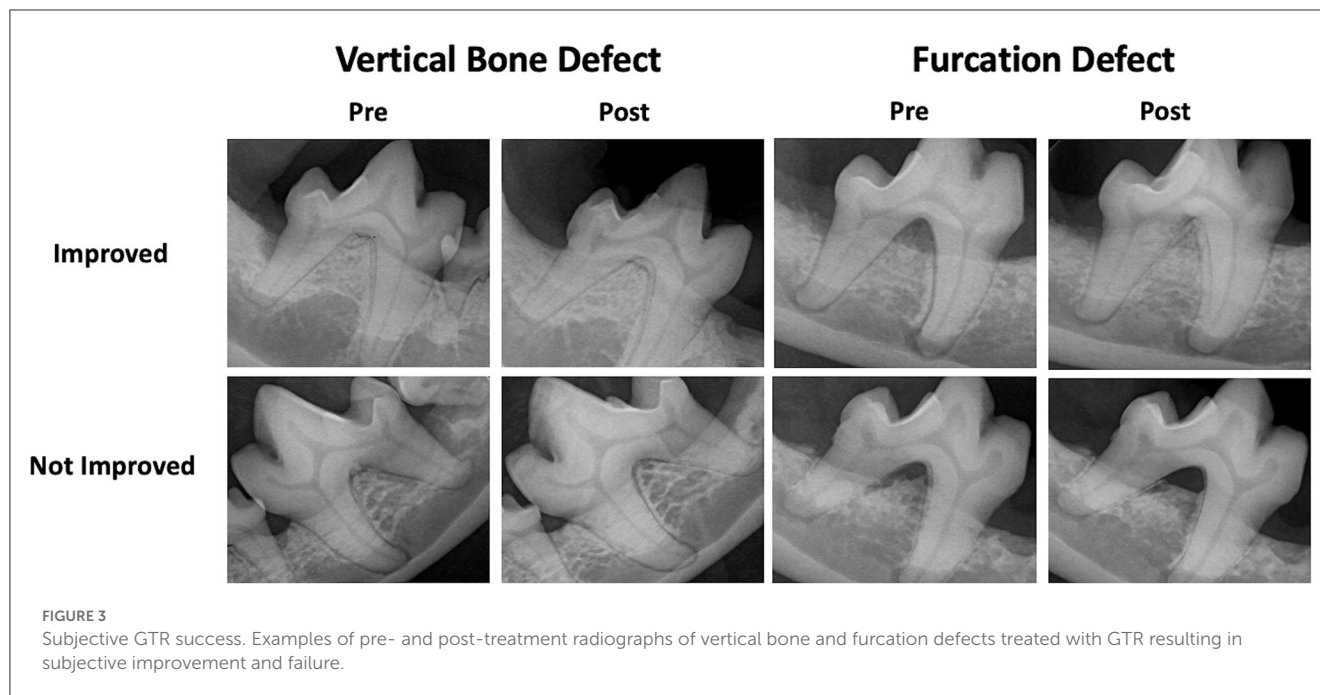 Vertical Bone Defect Furcation Defect
Pre Post Pre Post
Improved
Not Improved
FIGURE 3
Subjective GTR success. Examples of pre- and post-treatment radiographs of vertical bone and furcation defects treated with GTR resulting in
subjective improvement and failure.